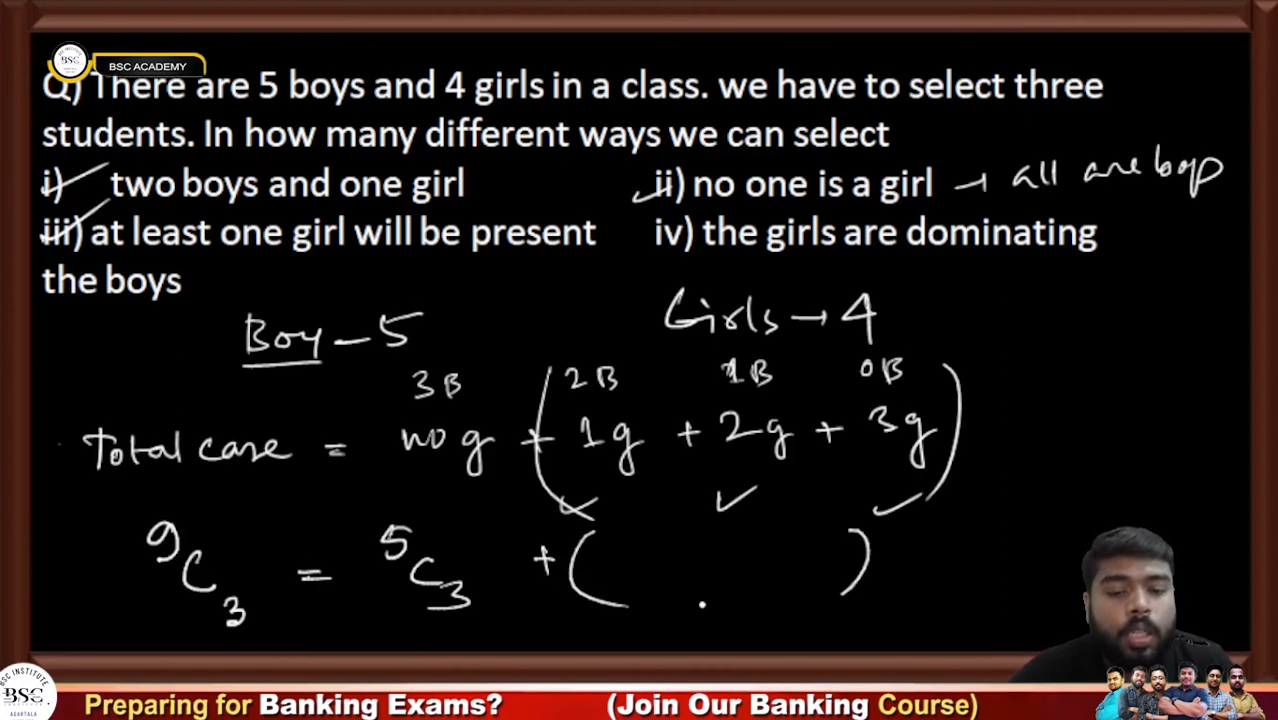 BSC INSTITUTE
BSC
BSC ACADEMY
Q) There are 5 boys and 4 girls in a class. we have to select three
students. In how many different ways we can select
i) two boys and one girl
ii) no one is a girl → all are boys
iii) at least one girl will be present
iv) the girls are dominating
the boys
Boy - 5
Girls → 4
3B 2B 1B 0B
Total case = no g + (1g + 2g + 3g)
⁹C₃ = ⁵C₃ + ( )
BSC INSTITUTE
BSC
AGARTALA
Preparing for Banking Exams? (Join Our Banking Course)